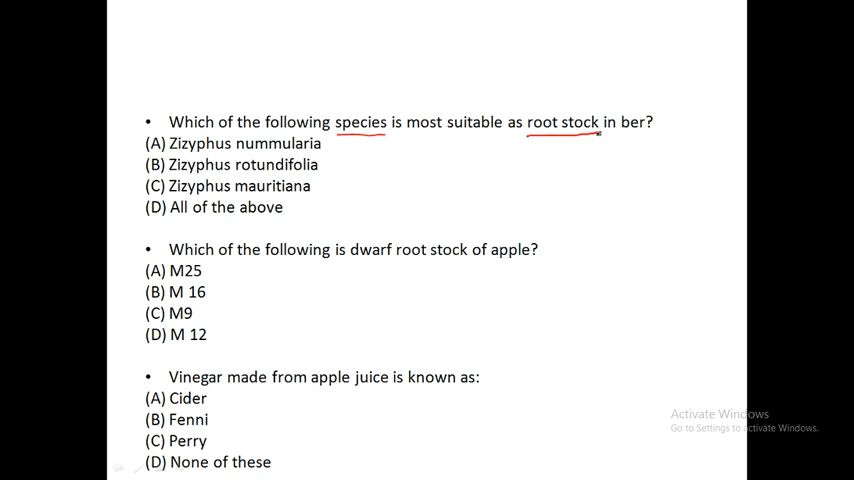 • Which of the following species is most suitable as root stock in ber?
(A) Zizyphus nummularia
(B) Zizyphus rotundifolia
(C) Zizyphus mauritiana
(D) All of the above
• Which of the following is dwarf root stock of apple?
(A) M25
(B) M 16
(C) M9
(D) M 12
• Vinegar made from apple juice is known as:
(A) Cider
(B) Fenni
(C) Perry
(D) None of these
Activate Windows
Go to Settings to activate Windows.